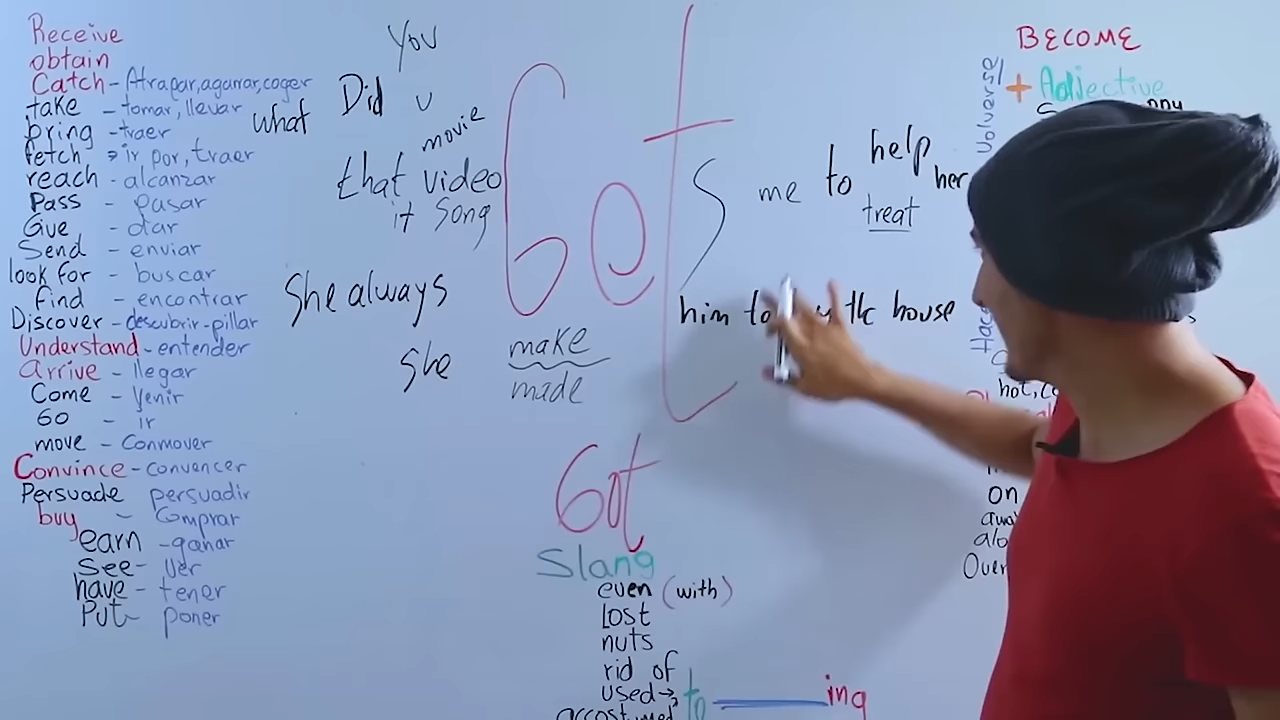 Receive
obtain
Catch - Atrapar, agarrar, coger
take - tomar, llevar
bring - traer
fetch → ir, por, traer
reach - alcanzar
Pass - pasar
Give - dar
Send - enviar
look for - buscar
find - encontrar
Discover - descubrir - pillar
Understand - entender
arrive - llegar
Come - Venir
Go - ir
move - Conmover
Convince - convencer
Persuade persuadir
buy - Comprar
earn - ganar
See - Ver
have - tener
Put - poner
You
what Did u
that video movie
it song
She always
She make
made
Gets me to help her
treat
him to the house
Got
Slang
even (with)
Lost
nuts
rid of
used → to ing
BECOME
Volverse
+ Adjective
hot,
on
Over